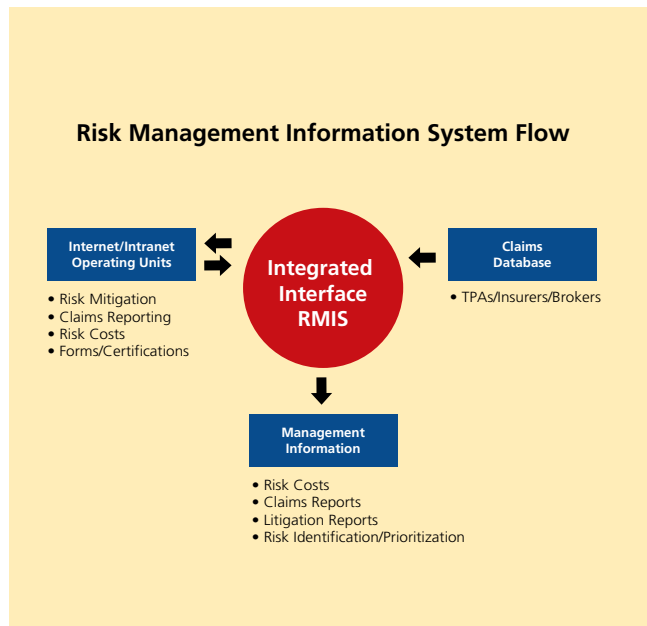 Risk Management Information System Flow
Internet/Intranet
Operating Units
• Risk Mitigation
• Claims Reporting
• Risk Costs
• Forms/Certifications
Integrated
Interface
RMIS
Claims
Database
• TPAs/Insurers/Brokers
Management
Information
• Risk Costs
• Claims Reports
• Litigation Reports
• Risk Identification/Prioritization